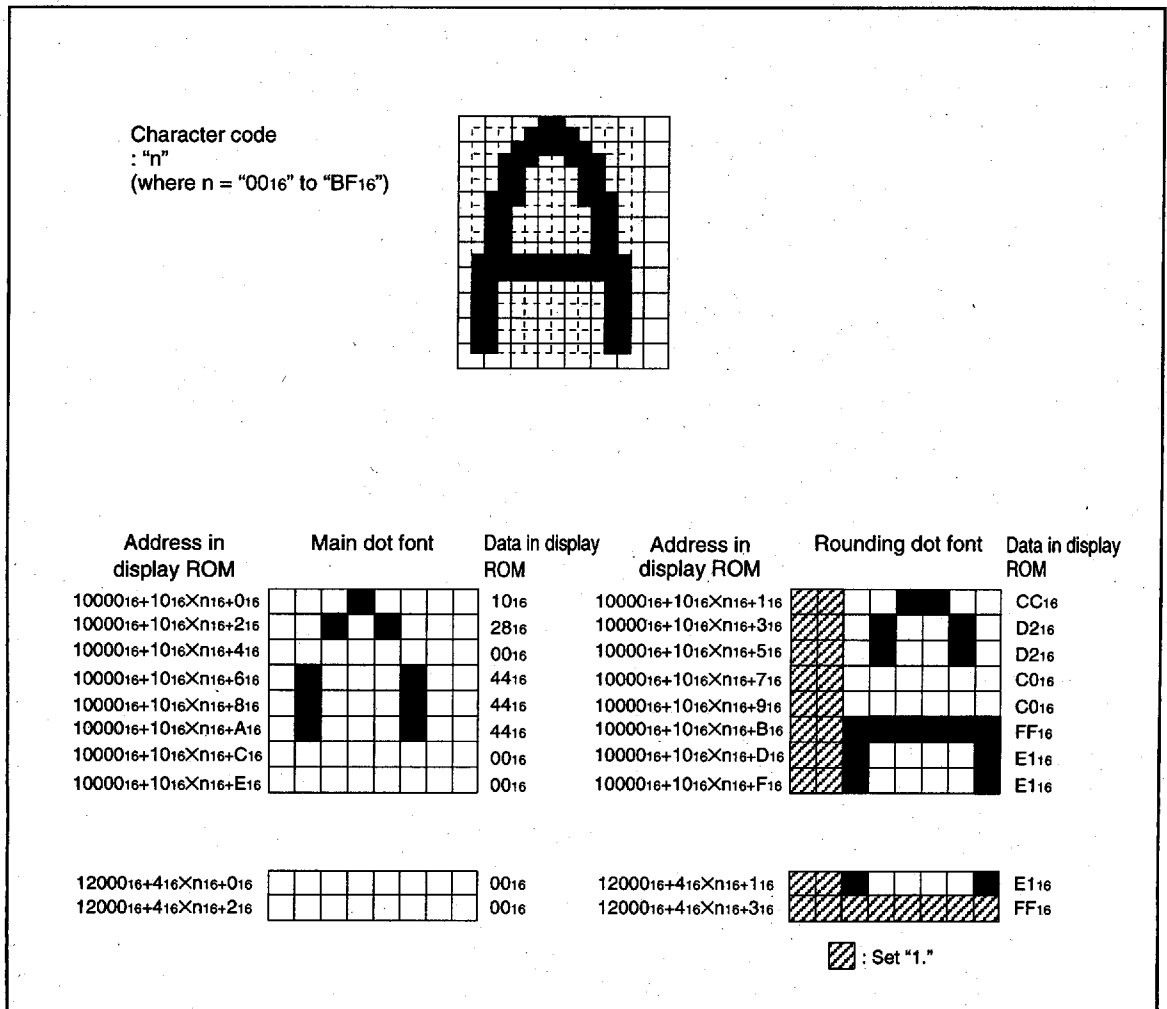 Character code
: "n"
(where n = "0016" to "BF16")
Address in display ROM
Main dot font
Data in display ROM
1000016+1016×n16+016 1016
1000016+1016×n16+216 2816
1000016+1016×n16+416 0016
1000016+1016×n16+616 4416
1000016+1016×n16+816 4416
1000016+1016×n16+A16 4416
1000016+1016×n16+C16 0016
1000016+1016×n16+E16 0016
1200016+416×n16+016 0016
1200016+416×n16+216 0016
Address in display ROM
Rounding dot font
Data in display ROM
1000016+1016×n16+116 CC16
1000016+1016×n16+316 D216
1000016+1016×n16+516 D216
1000016+1016×n16+716 C016
1000016+1016×n16+916 C016
1000016+1016×n16+B16 FF16
1000016+1016×n16+D16 E116
1000016+1016×n16+F16 E116
1200016+416×n16+116 E116
1200016+416×n16+316 FF16
: Set "1."